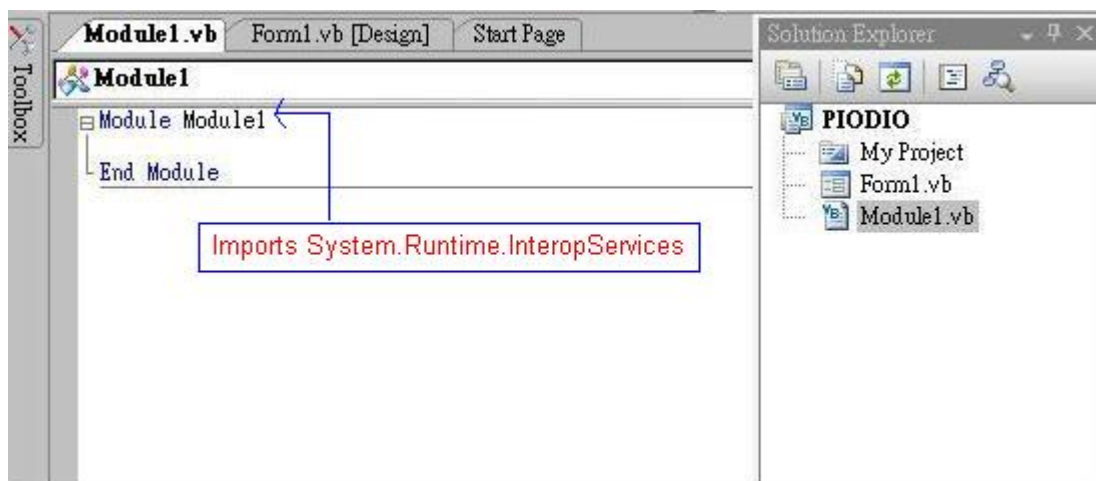 Toolbox
Module1.vb Form1.vb [Design] Start Page
Module1
Module Module1
End Module
Imports System.Runtime.InteropServices
Solution Explorer
PIODIO
My Project
Form1.vb
Module1.vb